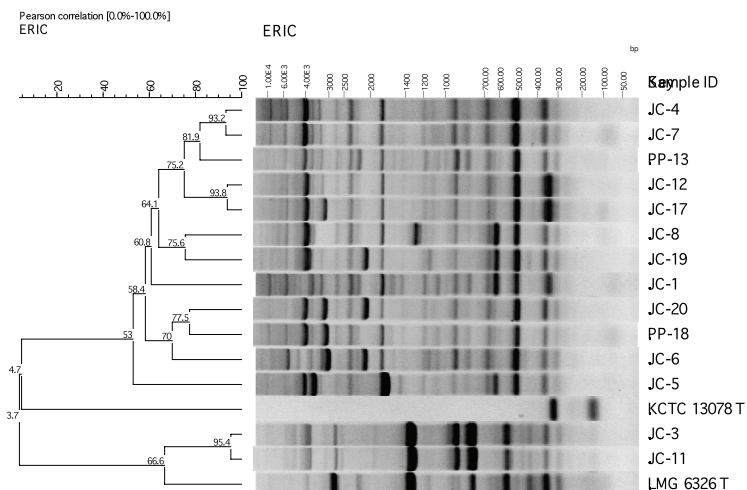 Pearson correlation [0.0%-100.0%]
ERIC
ERIC
bp
20
40
60
80
100
1.00E4
6.00E3
4.00E3
3000
2500
2000
1400
1200
1000
700.00
600.00
500.00
400.00
300.00
200.00
100.00
50.00
Sample ID
JC-4
JC-7
PP-13
JC-12
JC-17
JC-8
JC-19
JC-1
JC-20
PP-18
JC-6
JC-5
KCTC 13078 T
JC-3
JC-11
LMG 6326 T
93.2
81.9
75.2
93.8
64.1
75.6
60.8
58.4
77.5
53
70
4.7
3.7
95.4
66.6